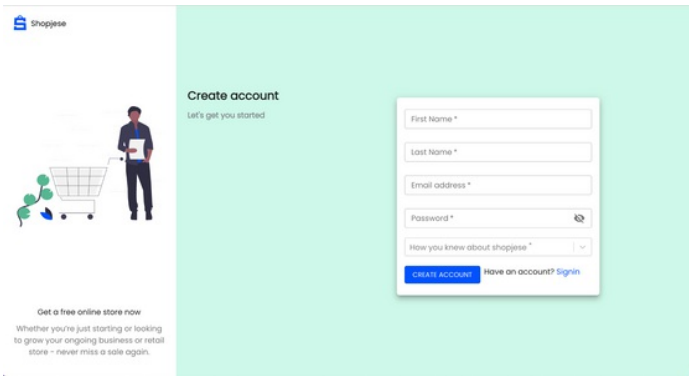 Shopjese
Get a free online store now
Whether you're just starting or looking
to grow your ongoing business or retail
store - never miss a sale again.
Create account
Let's get you started
First Name *
Last Name *
Email address *
Password *
How you knew about shopjese *
CREATE ACCOUNT Have an account? Signin